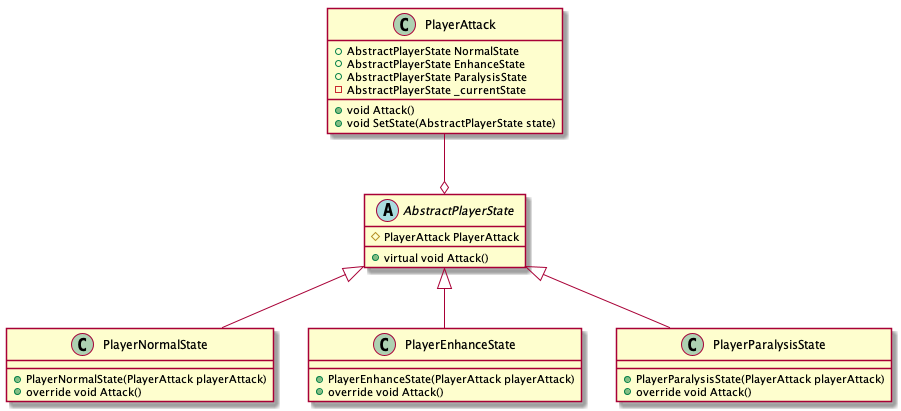 C PlayerAttack
AbstractPlayerState NormalState
AbstractPlayerState EnhanceState
AbstractPlayerState ParalysisState
AbstractPlayerState _currentState
void Attack()
void SetState(AbstractPlayerState state)
A AbstractPlayerState
PlayerAttack PlayerAttack
virtual void Attack()
C PlayerNormalState
PlayerNormalState(PlayerAttack playerAttack)
override void Attack()
C PlayerEnhanceState
PlayerEnhanceState(PlayerAttack playerAttack)
override void Attack()
C PlayerParalysisState
PlayerParalysisState(PlayerAttack playerAttack)
override void Attack()